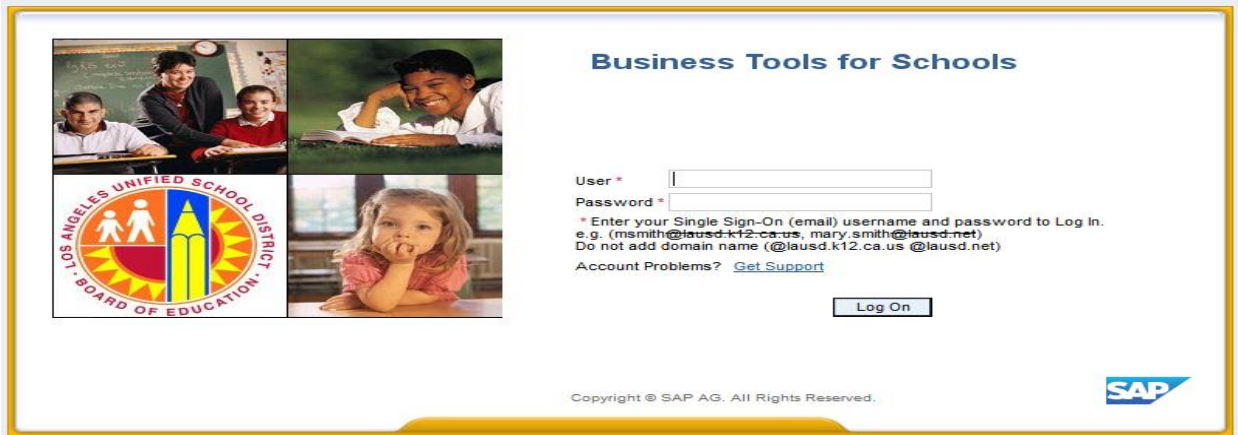 Business Tools for Schools
LOS ANGELES UNIFIED SCHOOL DISTRICT
BOARD OF EDUCATION
User *
Password *
* Enter your Single Sign-On (email) username and password to Log In.
e.g. (msmith@lausd.k12.ca.us, mary.smith@lausd.net)
Do not add domain name (@lausd.k12.ca.us @lausd.net)
Account Problems? Get Support
Log On
Copyright © SAP AG. All Rights Reserved.
SAP